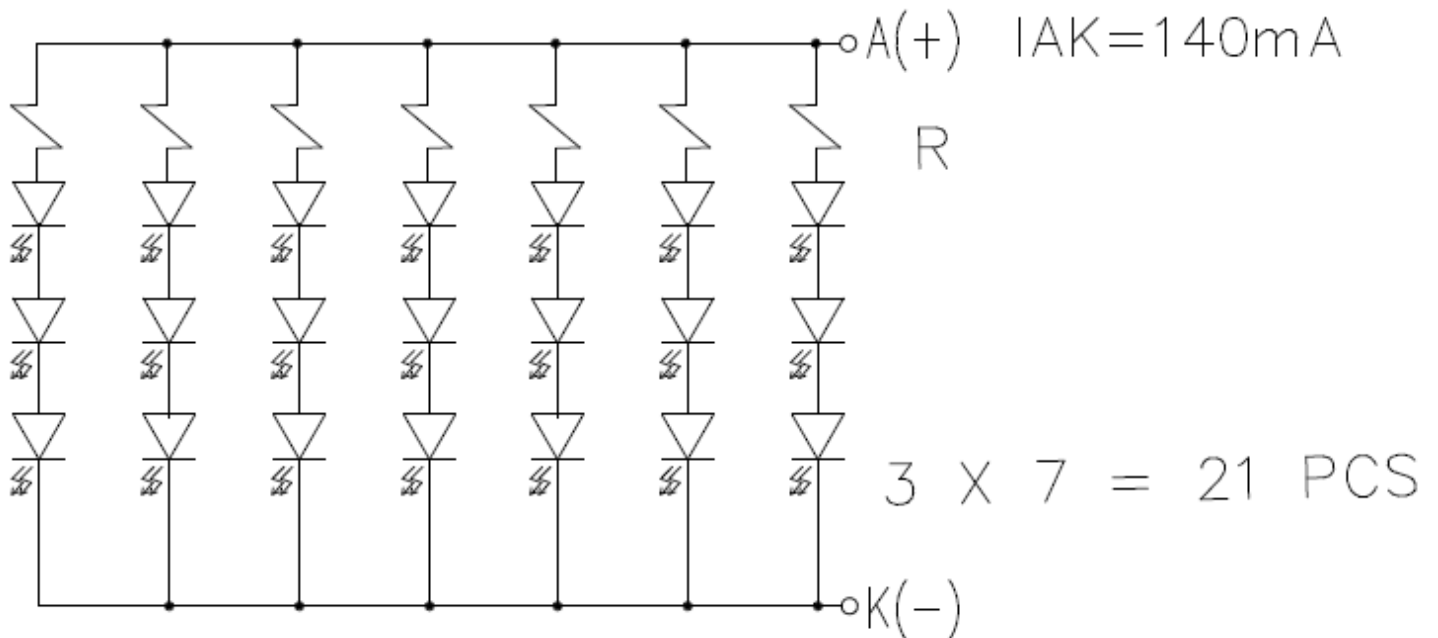 A(+) IAK=140mA
R
3 X 7 = 21 PCS
K(-)